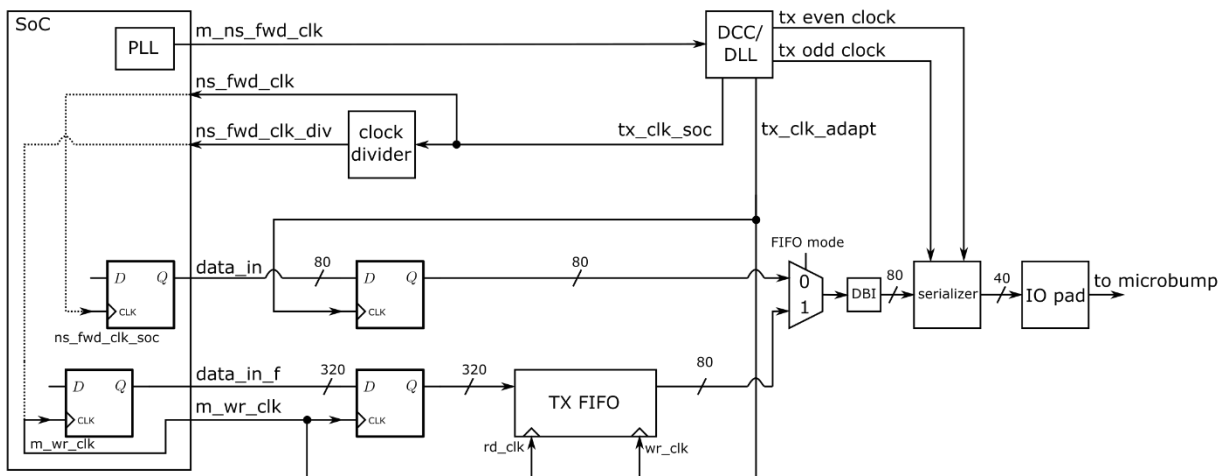 SoC
PLL
m_ns_fwd_clk
DCC/
DLL
tx even clock
tx odd clock
ns_fwd_clk
ns_fwd_clk_div
clock
divider
tx_clk_soc
tx_clk_adapt
FIFO mode
D
Q
CLK
ns_fwd_clk_soc
data_in
80
D
Q
CLK
80
0
1
DBI
80
serializer
40
IO pad
to microbump
D
Q
CLK
m_wr_clk
data_in_f
320
m_wr_clk
D
Q
CLK
320
TX FIFO
80
rd_clk
wr_clk